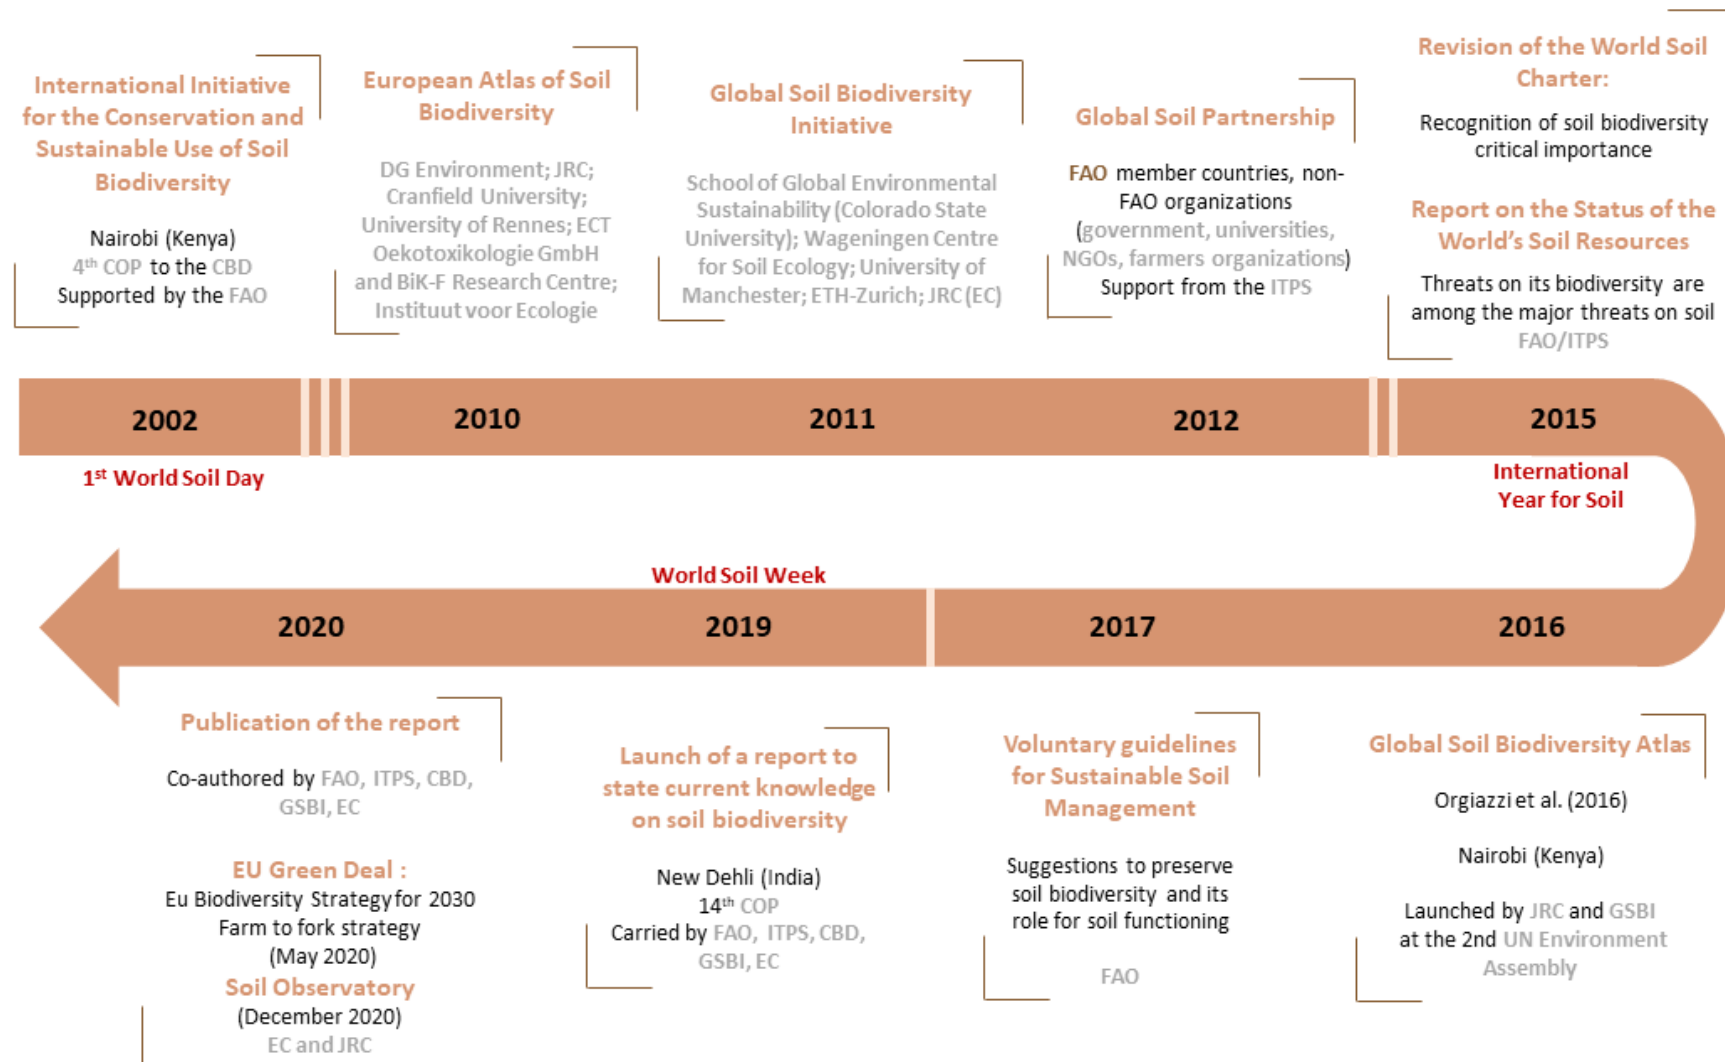 International Initiative
for the Conservation and
Sustainable Use of Soil
Biodiversity
Nairobi (Kenya)
4th COP to the CBD
Supported by the FAO
European Atlas of Soil
Biodiversity
DG Environment; JRC;
Cranfield University;
University of Rennes; ECT
Oekotoxikologie GmbH
and BiK-F Research Centre;
Instituut voor Ecologie
Global Soil Biodiversity
Initiative
School of Global Environmental
Sustainability (Colorado State
University); Wageningen Centre
for Soil Ecology; University of
Manchester; ETH-Zurich; JRC (EC)
Global Soil Partnership
FAO member countries, non-
FAO organizations
(government, universities,
NGOs, farmers organizations)
Support from the ITPS
Revision of the World Soil
Charter:
Recognition of soil biodiversity
critical importance
Report on the Status of the
World's Soil Resources
Threats on its biodiversity are
among the major threats on soil
FAO/ITPS
2002
2010
2011
2012
2015
1st World Soil Day
International
Year for Soil
World Soil Week
2020
2019
2017
2016
Publication of the report
Co-authored by FAO, ITPS, CBD,
GSBI, EC
EU Green Deal :
Eu Biodiversity Strategy for 2030
Farm to fork strategy
(May 2020)
Soil Observatory
(December 2020)
EC and JRC
Launch of a report to
state current knowledge
on soil biodiversity
New Dehli (India)
14th COP
Carried by FAO, ITPS, CBD,
GSBI, EC
Voluntary guidelines
for Sustainable Soil
Management
Suggestions to preserve
soil biodiversity and its
role for soil functioning
FAO
Global Soil Biodiversity Atlas
Orgiazzi et al. (2016)
Nairobi (Kenya)
Launched by JRC and GSBI
at the 2nd UN Environment
Assembly